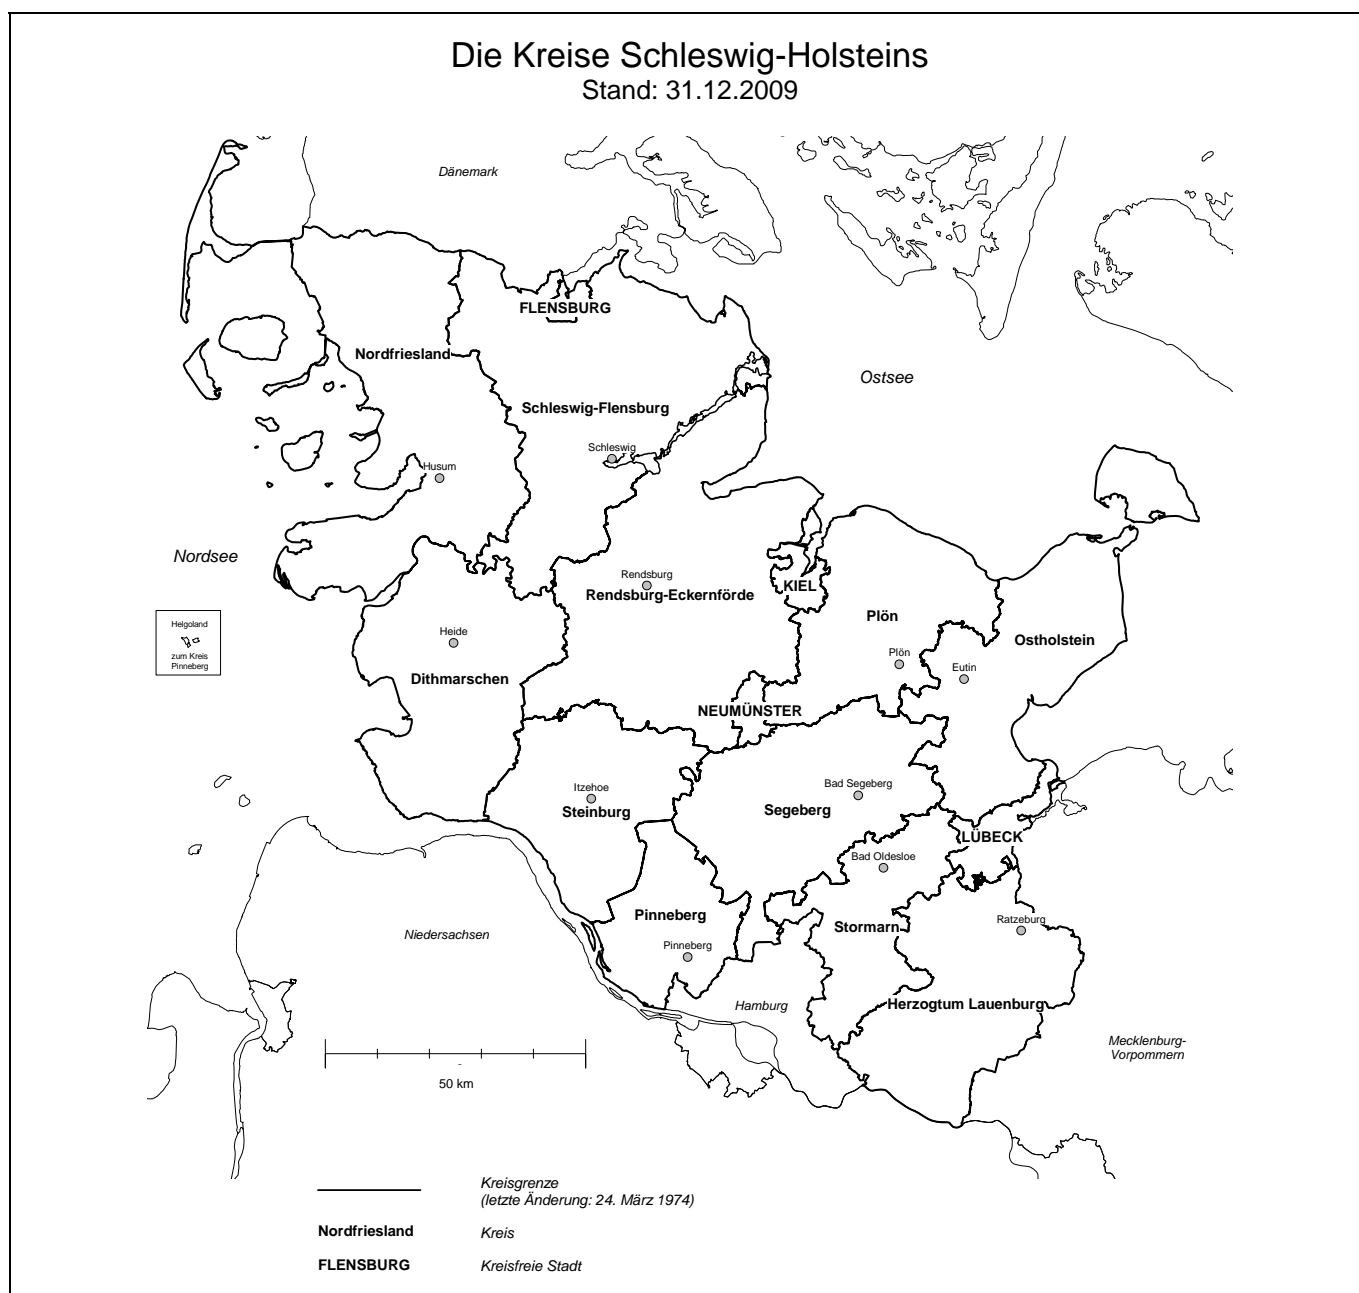 Die Kreise Schleswig-Holsteins
Stand: 31.12.2009
Dänemark
FLENSBURG
Nordfriesland
Ostsee
Schleswig-Flensburg
Schleswig
Husum
Nordsee
Rendsburg
KIEL
Rendsburg-Eckernförde
Plön
Helgoland
zum Kreis
Pinneberg
Heide
Ostholstein
Plön
Eutin
Dithmarschen
NEUMÜNSTER
Itzehoe
Bad Segeberg
Steinburg
Segeberg
LÜBECK
Bad Oldesloe
Pinneberg
Ratzeburg
Stormarn
Niedersachsen
Pinneberg
Hamburg
Herzogtum Lauenburg
Mecklenburg-
Vorpommern
50 km
Kreisgrenze
(letzte Änderung: 24. März 1974)
Nordfriesland
Kreis
FLENSBURG
Kreisfreie Stadt